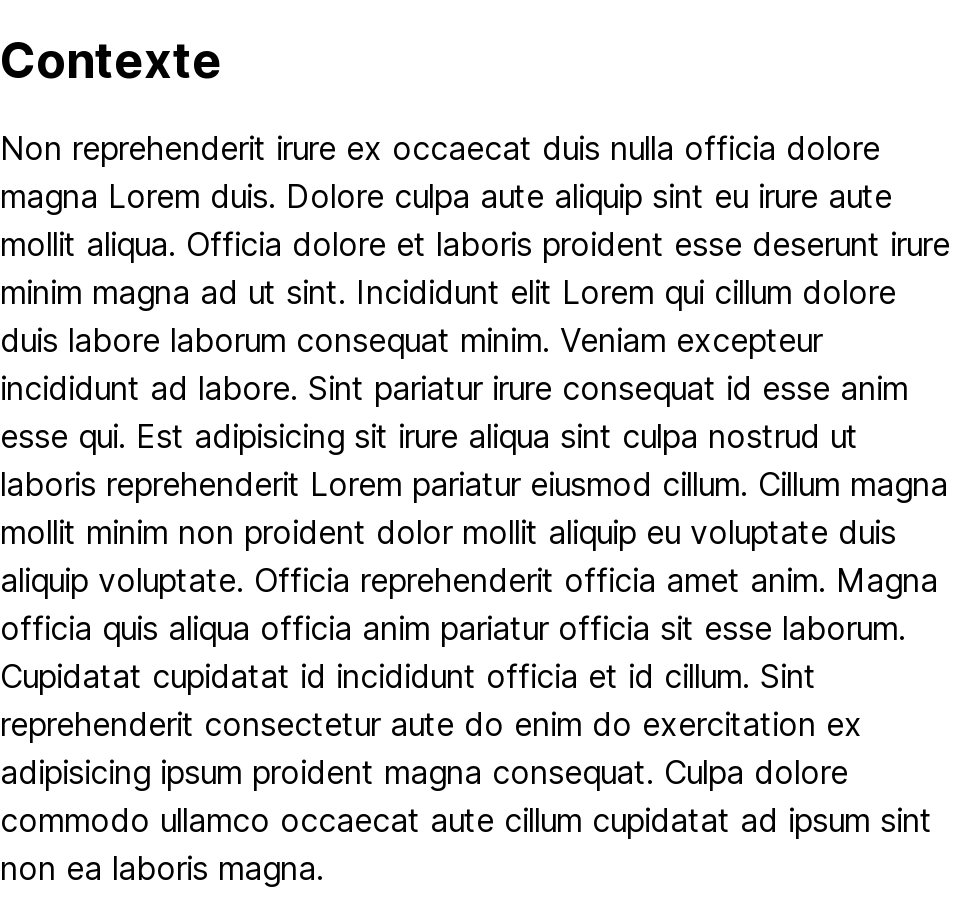 Contexte
Non reprehenderit irure ex occaecat duis nulla officia dolore
magna Lorem duis. Dolore culpa aute aliquip sint eu irure aute
mollit aliqua. Officia dolore et laboris proident esse deserunt irure
minim magna ad ut sint. Incididunt elit Lorem qui cillum dolore
duis labore laborum consequat minim. Veniam excepteur
incididunt ad labore. Sint pariatur irure consequat id esse anim
esse qui. Est adipisicing sit irure aliqua sint culpa nostrud ut
laboris reprehenderit Lorem pariatur eiusmod cillum. Cillum magna
mollit minim non proident dolor mollit aliquip eu voluptate duis
aliquip voluptate. Officia reprehenderit officia amet anim. Magna
officia quis aliqua officia anim pariatur officia sit esse laborum.
Cupidatat cupidatat id incididunt officia et id cillum. Sint
reprehenderit consectetur aute do enim do exercitation ex
adipisicing ipsum proident magna consequat. Culpa dolore
commodo ullamco occaecat aute cillum cupidatat ad ipsum sint
non ea laboris magna.